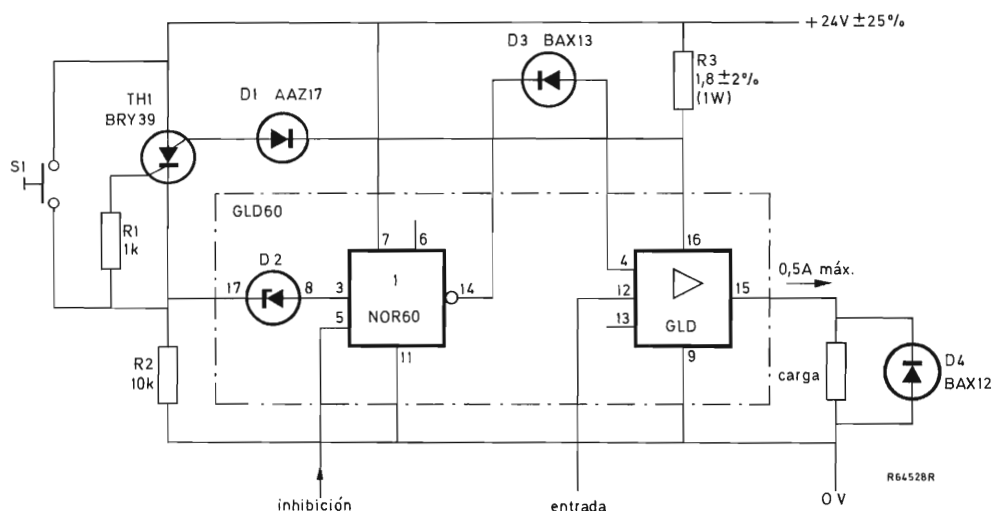 + 24V ± 25%
D3 BAX13
R3
1,8 ± 2%
(1W)
D1 AAZ17
TH1
BRY39
S1
R1
1k
GLD60
7
6
16
D2
17
8
3
1
NOR60
5
14
11
4
12
13
GLD
15
9
0,5A máx.
R2
10k
carga
D4
BAX12
inhibición
entrada
0 V
R64528R